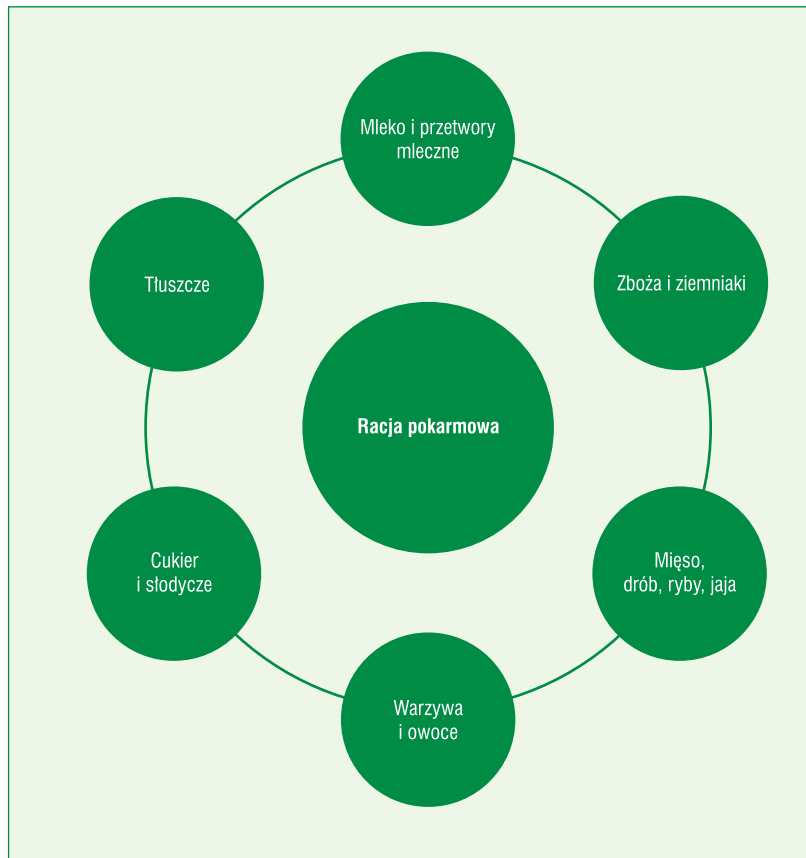 Mleko i przetwory
mleczne
Tłuszcze
Zboża i ziemniaki
Racja pokarmowa
Cukier
i słodycze
Mięso,
drób, ryby, jaja
Warzywa
i owoce